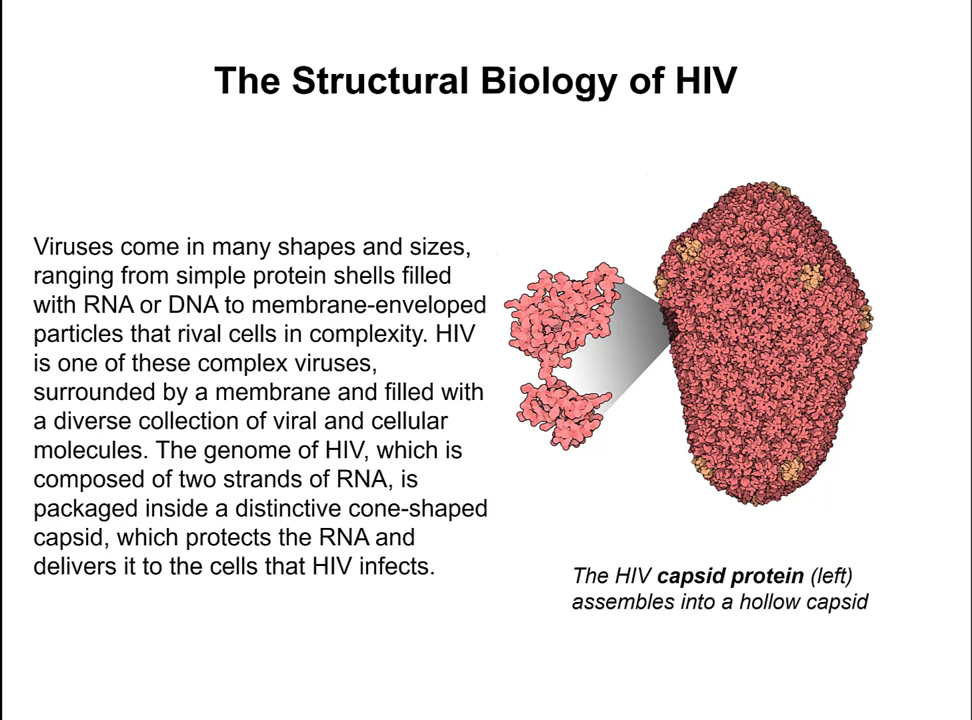 The Structural Biology of HIV
Viruses come in many shapes and sizes,
ranging from simple protein shells filled
with RNA or DNA to membrane-enveloped
particles that rival cells in complexity. HIV
is one of these complex viruses,
surrounded by a membrane and filled with
a diverse collection of viral and cellular
molecules. The genome of HIV, which is
composed of two strands of RNA, is
packaged inside a distinctive cone-shaped
capsid, which protects the RNA and
delivers it to the cells that HIV infects.
The HIV capsid protein (left)
assembles into a hollow capsid